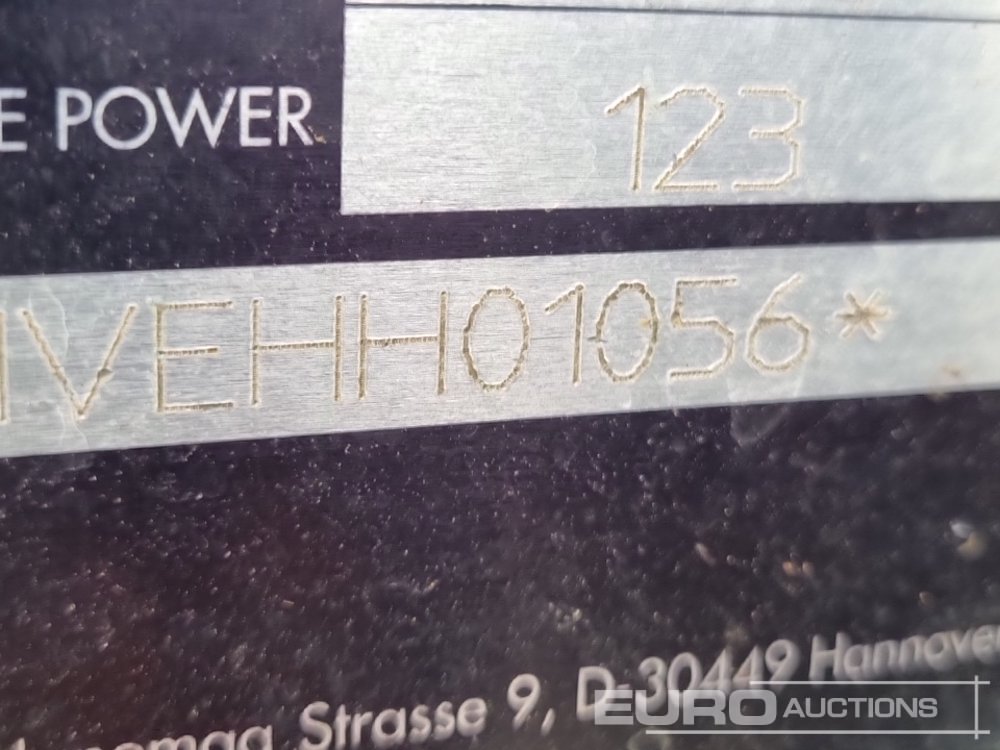 E POWER 123
VEHH01056*
Strasse 9, D-30449 Hannover
EURO AUCTIONS